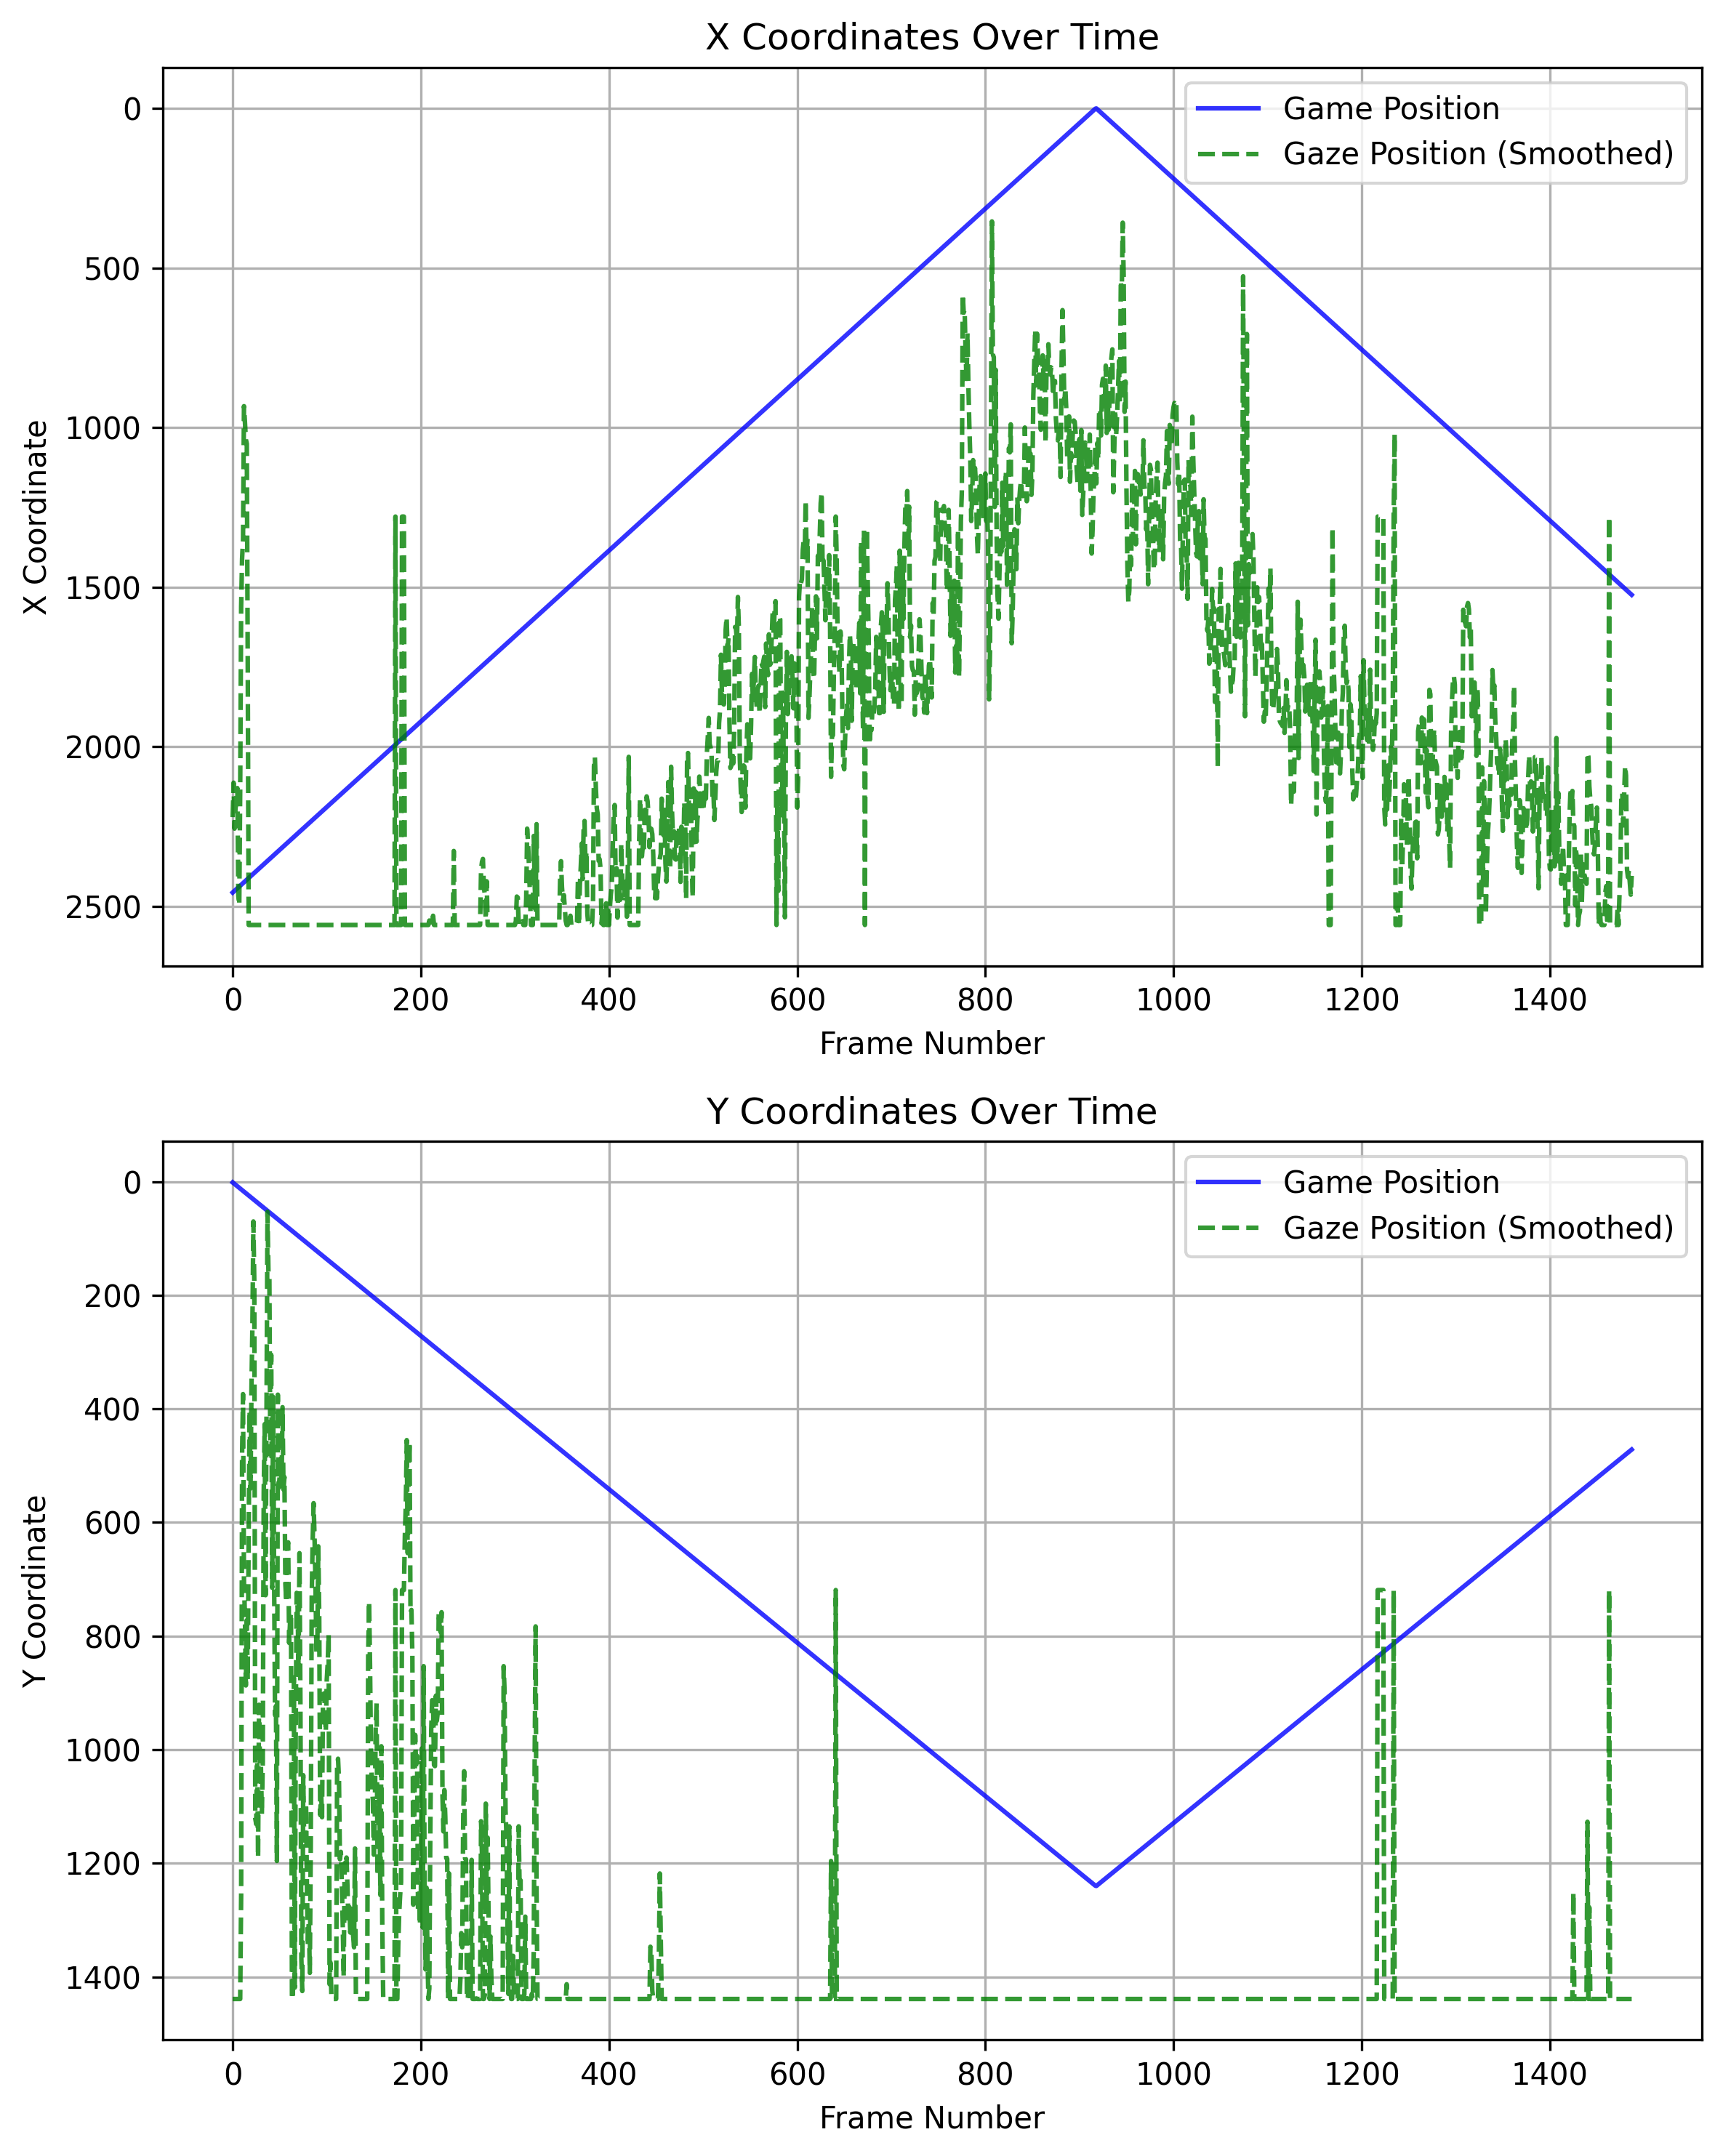 X Coordinates Over Time
Game Position
Gaze Position (Smoothed)
X Coordinate
0
500
1000
1500
2000
2500
0 200 400 600 800 1000 1200 1400
Frame Number
Y Coordinates Over Time
Game Position
Gaze Position (Smoothed)
Y Coordinate
0
200
400
600
800
1000
1200
1400
0 200 400 600 800 1000 1200 1400
Frame Number